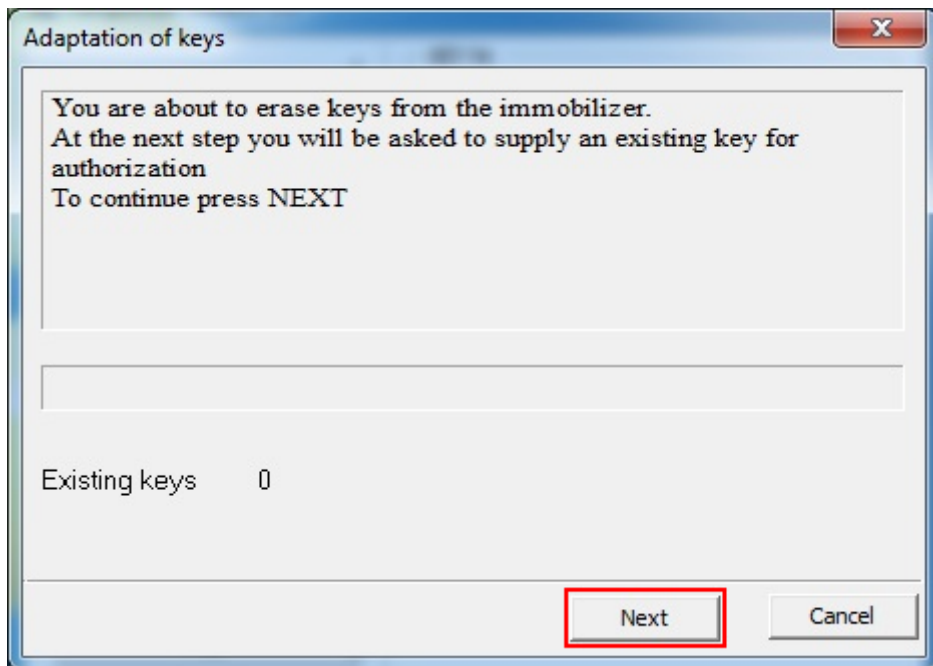 Adaptation of keys
You are about to erase keys from the immobilizer.
At the next step you will be asked to supply an existing key for
authorization
To continue press NEXT
Existing keys 0
Next Cancel